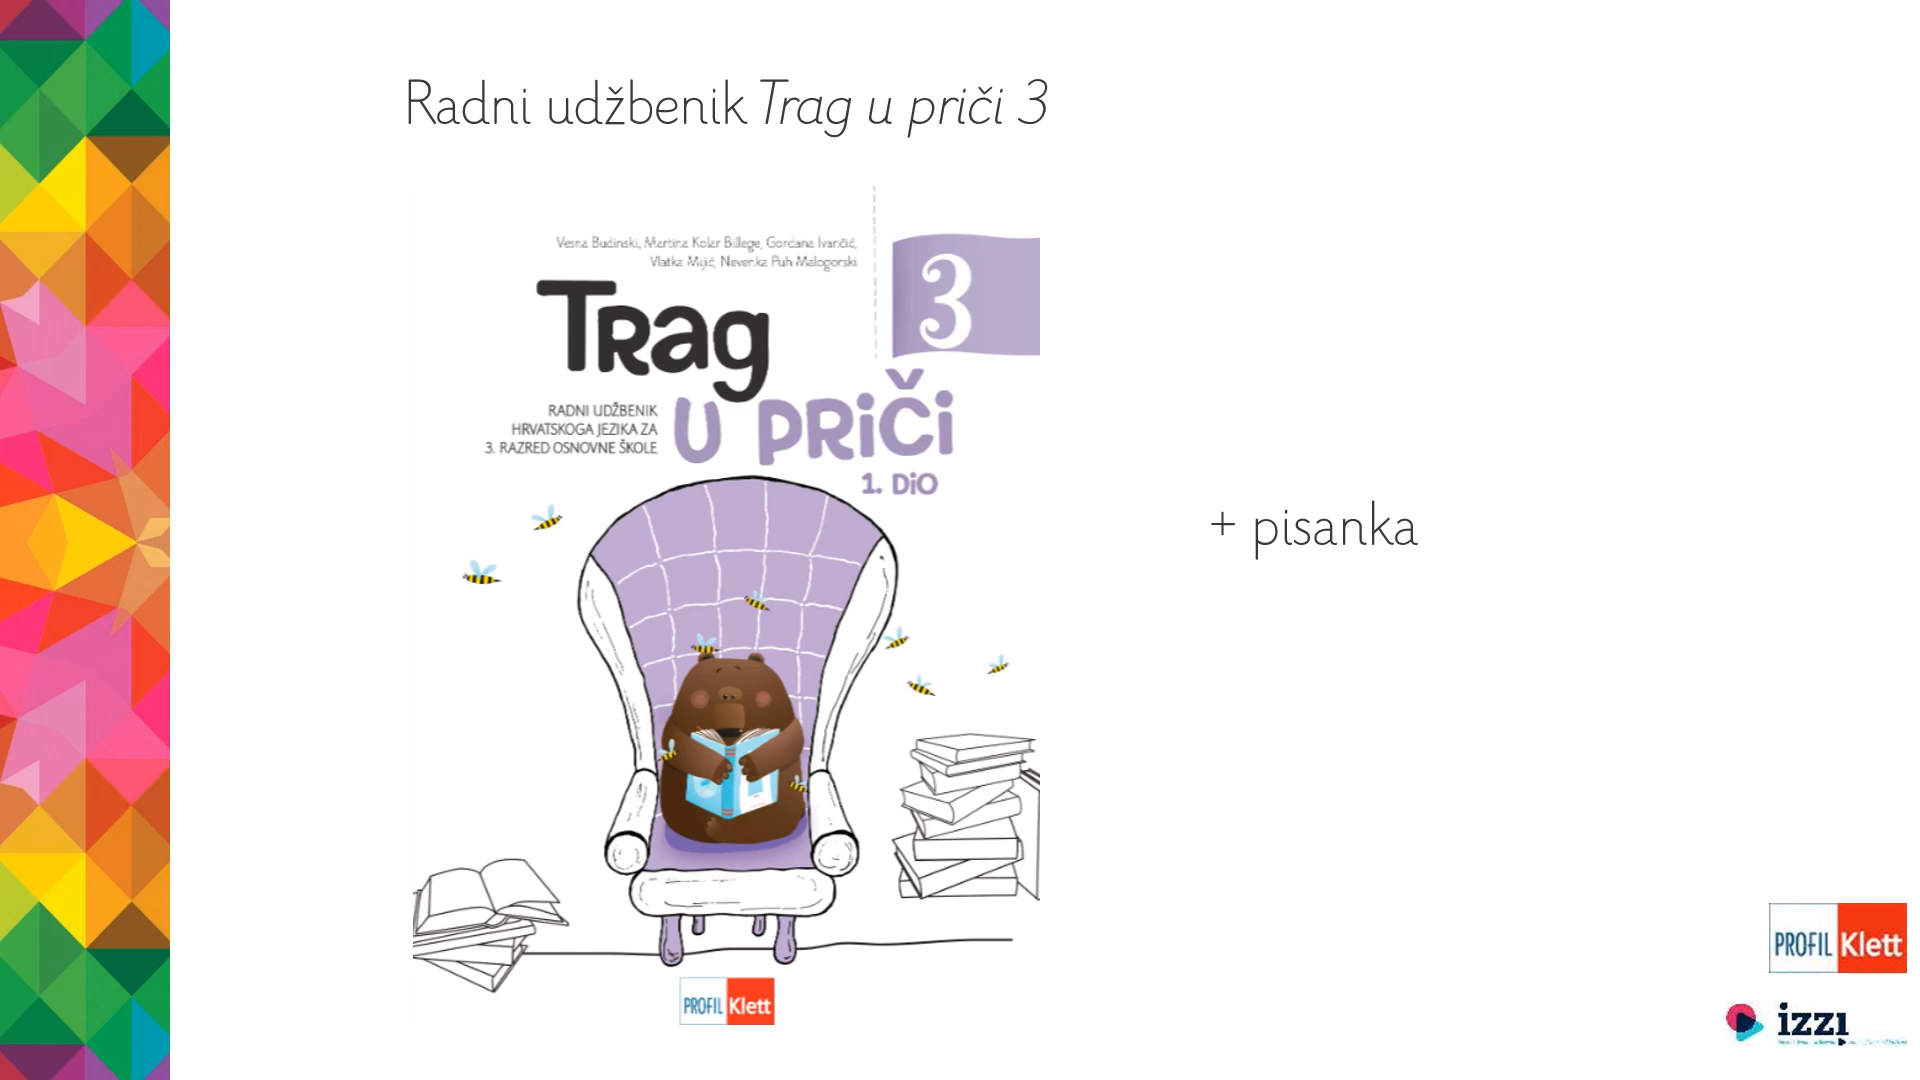 Radni udžbenik Trag u priči 3
Vesna Budinski, Martina Kolar Billege, Gordana Ivančić,
Vlatka Mijić, Nevenka Puh Malogorski
3
Trag
u priči
RADNI UDŽBENIK
HRVATSKOGA JEZIKA ZA
3. RAZRED OSNOVNE ŠKOLE
1. DiO
+ pisanka
PROFIL Klett
PROFIL Klett
izzi